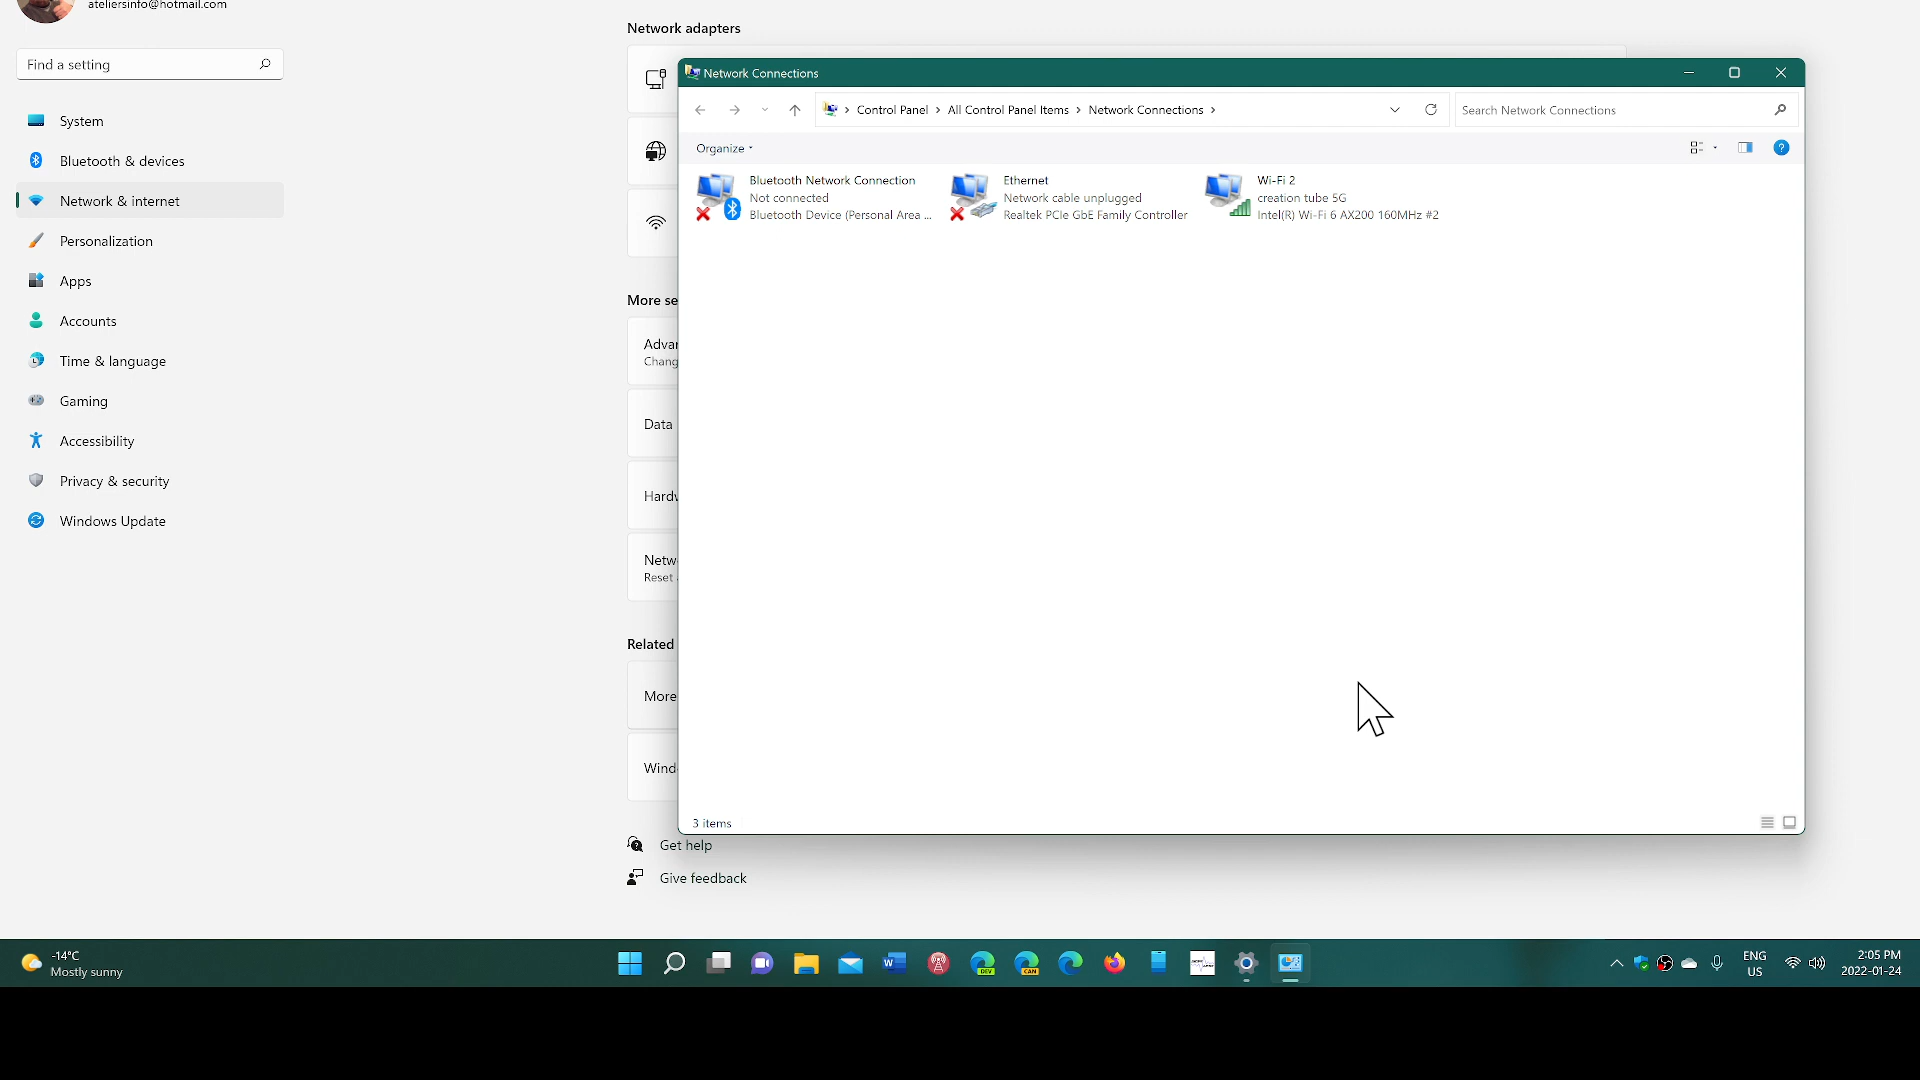 ateliersinfo@hotmail.com
Find a setting
System
Bluetooth & devices
Network & internet
Personalization
Apps
Accounts
Time & language
Gaming
Accessibility
Privacy & security
Windows Update
Network adapters
More se
Advar
Chang
Data
Hardw
Netw
Reset a
Related
More
Wind
Get help
Give feedback
Network Connections
Control Panel > All Control Panel Items > Network Connections >
Search Network Connections
Organize
Bluetooth Network Connection
Not connected
Bluetooth Device (Personal Area ...
Ethernet
Network cable unplugged
Realtek PCIe GbE Family Controller
Wi-Fi 2
creation tube 5G
Intel(R) Wi-Fi 6 AX200 160MHz #2
3 items
-14°C
Mostly sunny
DEV
CAN
ENG
US
2:05 PM
2022-01-24